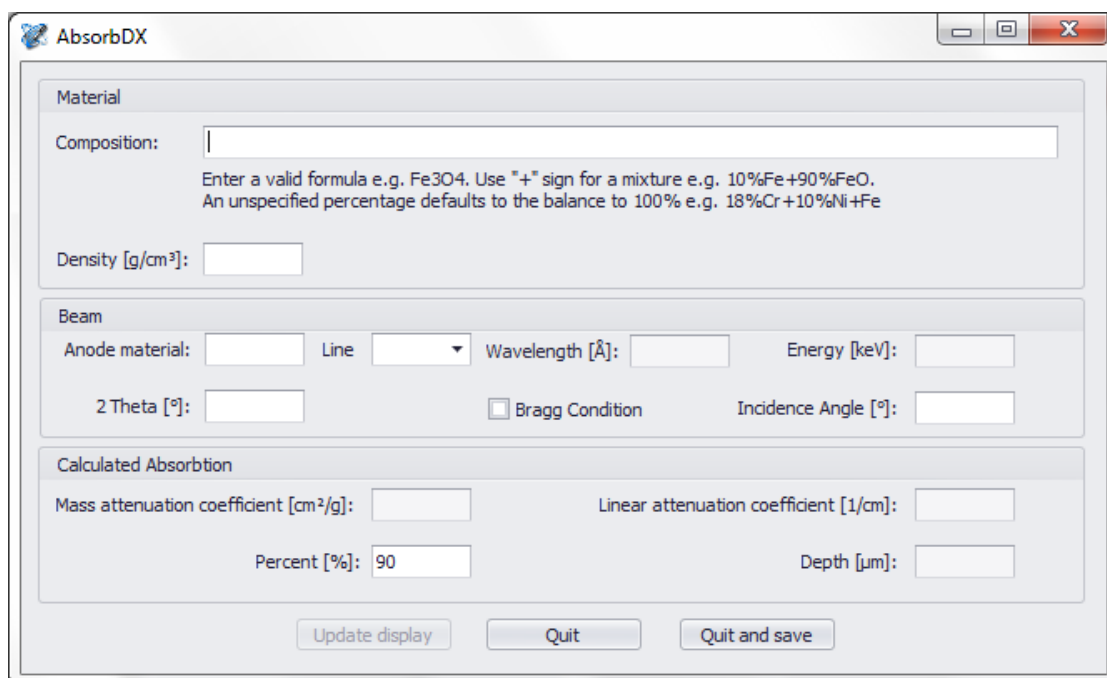 AbsorbDX
Material
Composition:
Enter a valid formula e.g. Fe3O4. Use "+" sign for a mixture e.g. 10%Fe+90%FeO.
An unspecified percentage defaults to the balance to 100% e.g. 18%Cr+10%Ni+Fe
Density [g/cm³]:
Beam
Anode material: Line Wavelength [Å]: Energy [keV]:
2 Theta [°]: Bragg Condition Incidence Angle [°]:
Calculated Absorbtion
Mass attenuation coefficient [cm²/g]: Linear attenuation coefficient [1/cm]:
Percent [%]: 90 Depth [µm]:
Update display Quit Quit and save